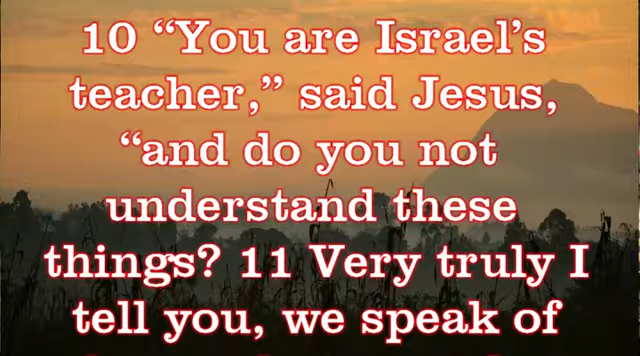 10 “You are Israel’s
teacher,” said Jesus,
“and do you not
understand these
things? 11 Very truly I
tell you, we speak of